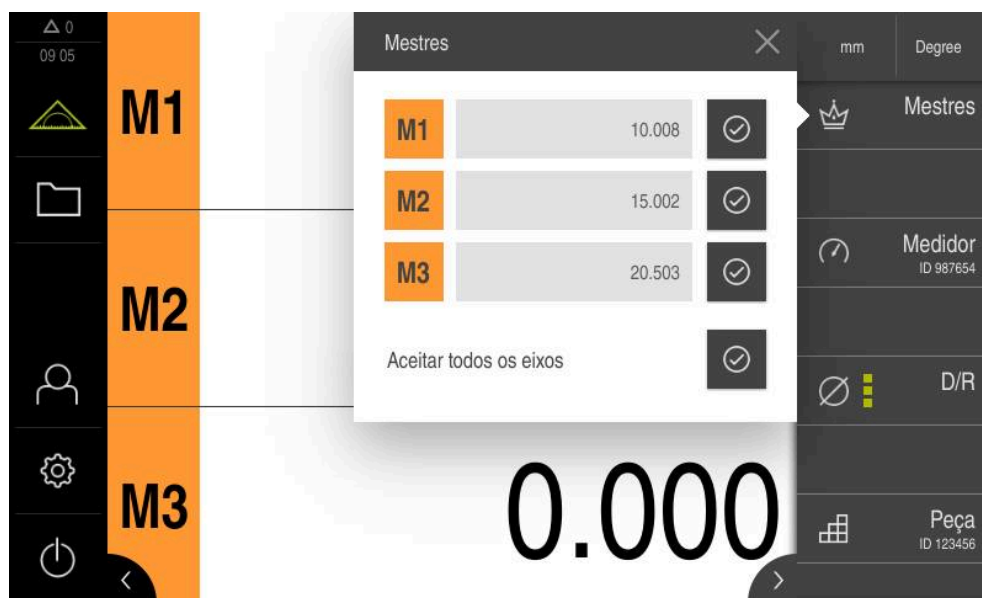 0
09 05
M1
M2
M3
Mestres
M1 10.008
M2 15.002
M3 20.503
Aceitar todos os eixos
0.000
mm Degree
Mestres
Medidor
ID 987654
D/R
Peça
ID 123456